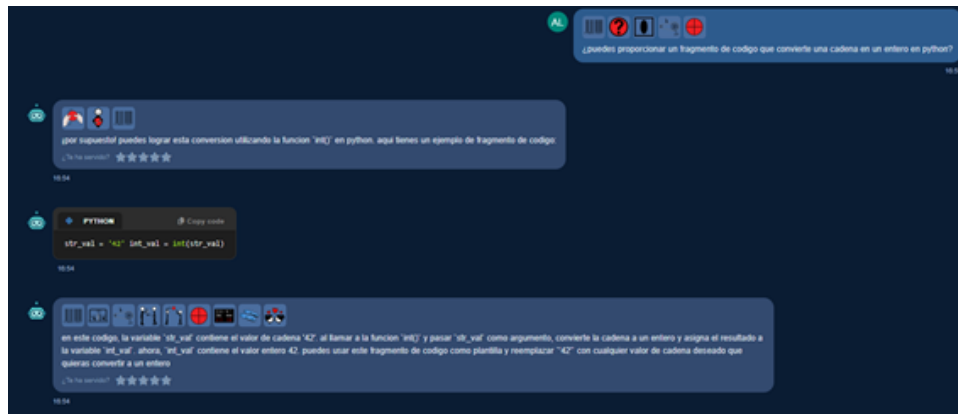 AL
¿puedes proporcionar un fragmento de codigo que convierte una cadena en un entero en python?
¡por supuesto! puedes lograr esta conversion utilizando la funcion `int()` en python. aqui tienes un ejemplo de fragmento de codigo:
¿Te ha servido?
16:54
PYTHON Copy code
str_val = '42' int_val = int(str_val)
16:54
en este codigo, la variable `str_val` contiene el valor de cadena '42'. al llamar a la funcion `int()` y pasar `str_val` como argumento, convierte la cadena a un entero y asigna el resultado a
la variable `int_val`. ahora, `int_val` contiene el valor entero 42. puedes usar este fragmento de codigo como plantilla y reemplazar `'42'` con cualquier valor de cadena deseado que
quieras convertir a un entero
¿Te ha servido?
16:54